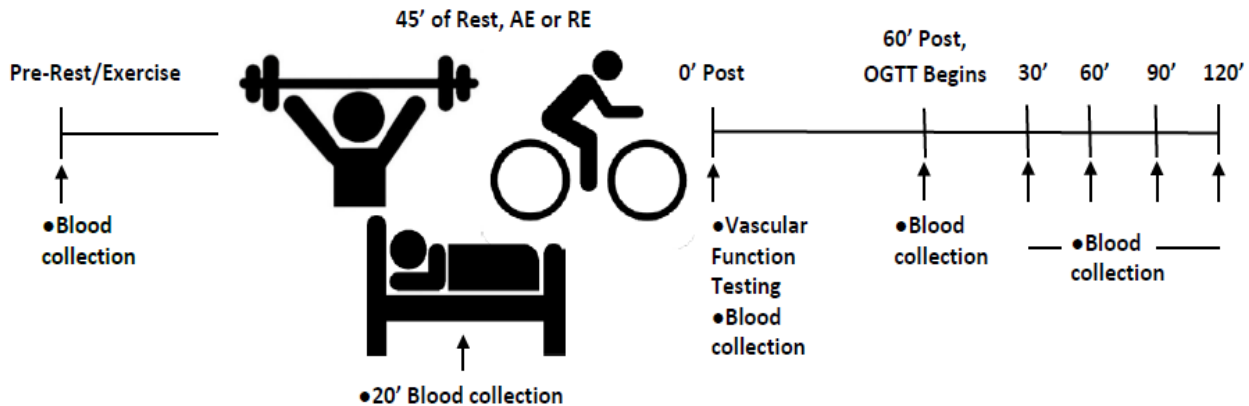 45’ of Rest, AE or RE
Pre-Rest/Exercise
0’ Post
60’ Post,
OGTT Begins
30’
60’
90’
120’
●Blood
collection
●20’ Blood collection
●Vascular
Function
Testing
●Blood
collection
●Blood
collection
●Blood
collection